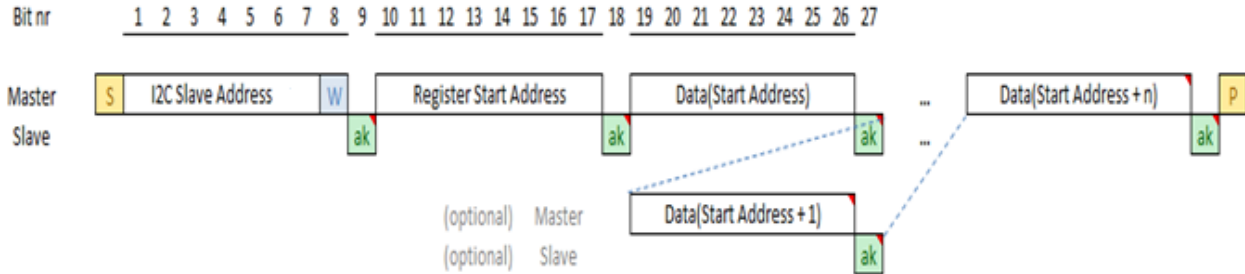 Bit nr 1 2 3 4 5 6 7 8 9 10 11 12 13 14 15 16 17 18 19 20 21 22 23 24 25 26 27
Master S I2C Slave Address W Register Start Address Data(Start Address) ... Data(Start Address + n) P
Slave ak ak ak ... ak
(optional) Master Data(Start Address + 1)
(optional) Slave ak